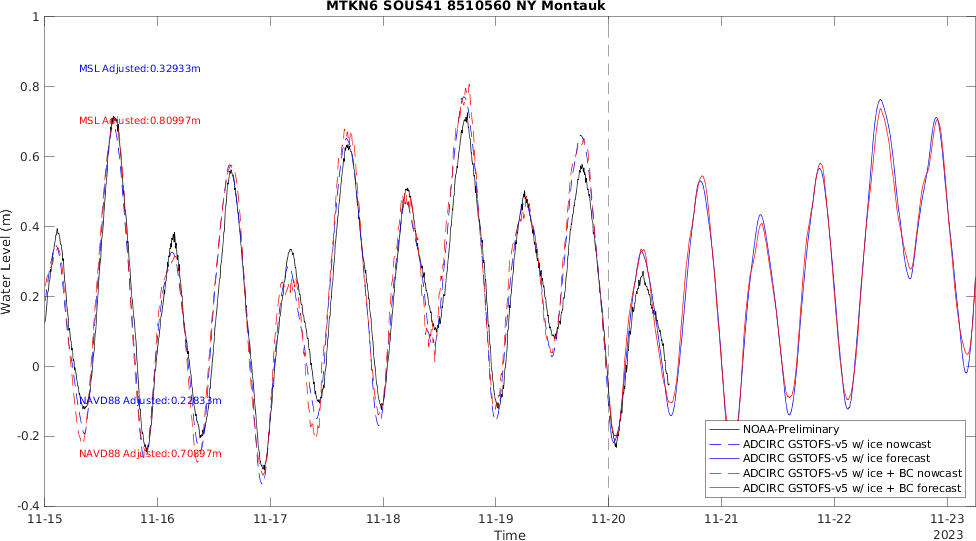 MTKN6 SOUS41 8510560 NY Montauk
1
0.8
0.6
0.4
0.2
0
-0.2
-0.4
Water Level (m)
MSL Adjusted:0.32933m
MSL Adjusted:0.80997m
NAVD88 Adjusted:0.22833m
NAVD88 Adjusted:0.70897m
NOAA-Preliminary
ADCIRC GSTOFS-v5 w/ ice nowcast
ADCIRC GSTOFS-v5 w/ ice forecast
ADCIRC GSTOFS-v5 w/ ice + BC nowcast
ADCIRC GSTOFS-v5 w/ ice + BC forecast
11-15 11-16 11-17 11-18 11-19 11-20 11-21 11-22 11-23
Time
2023